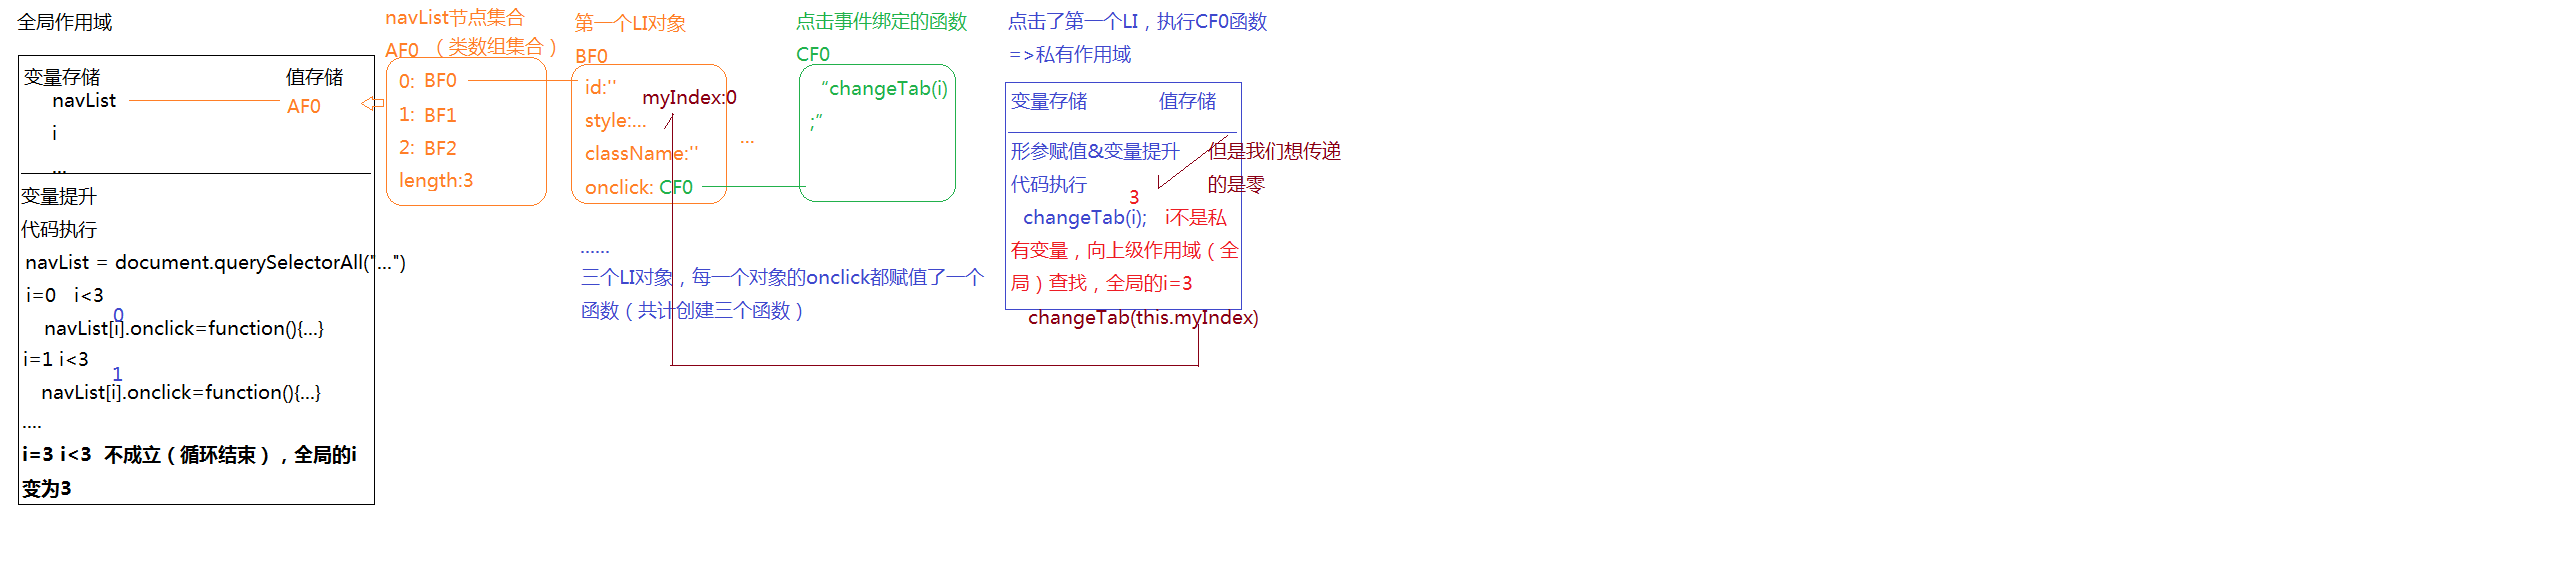 全局作用域
变量存储 值存储
navList AF0
i
...
变量提升
代码执行
navList = document.querySelectorAll("...")
i=0 i<3
0
navList[i].onclick=function(){...}
i=1 i<3
1
navList[i].onclick=function(){...}
....
i=3 i<3 不成立（循环结束），全局的i
变为3
navList节点集合
AF0 （类数组集合）
0: BF0
1: BF1
2: BF2
length:3
第一个LI对象
BF0
id:''
myIndex:0
style:...
className:''
onclick: CF0
...
......
三个LI对象，每一个对象的onclick都赋值了一个
函数（共计创建三个函数）
点击事件绑定的函数
CF0
“changeTab(i)
;”
点击了第一个LI，执行CF0函数
=>私有作用域
变量存储 值存储
形参赋值&变量提升
代码执行
3
changeTab(i); i不是私
有变量，向上级作用域（全
局）查找，全局的i=3
但是我们想传递
的是零
changeTab(this.myIndex)